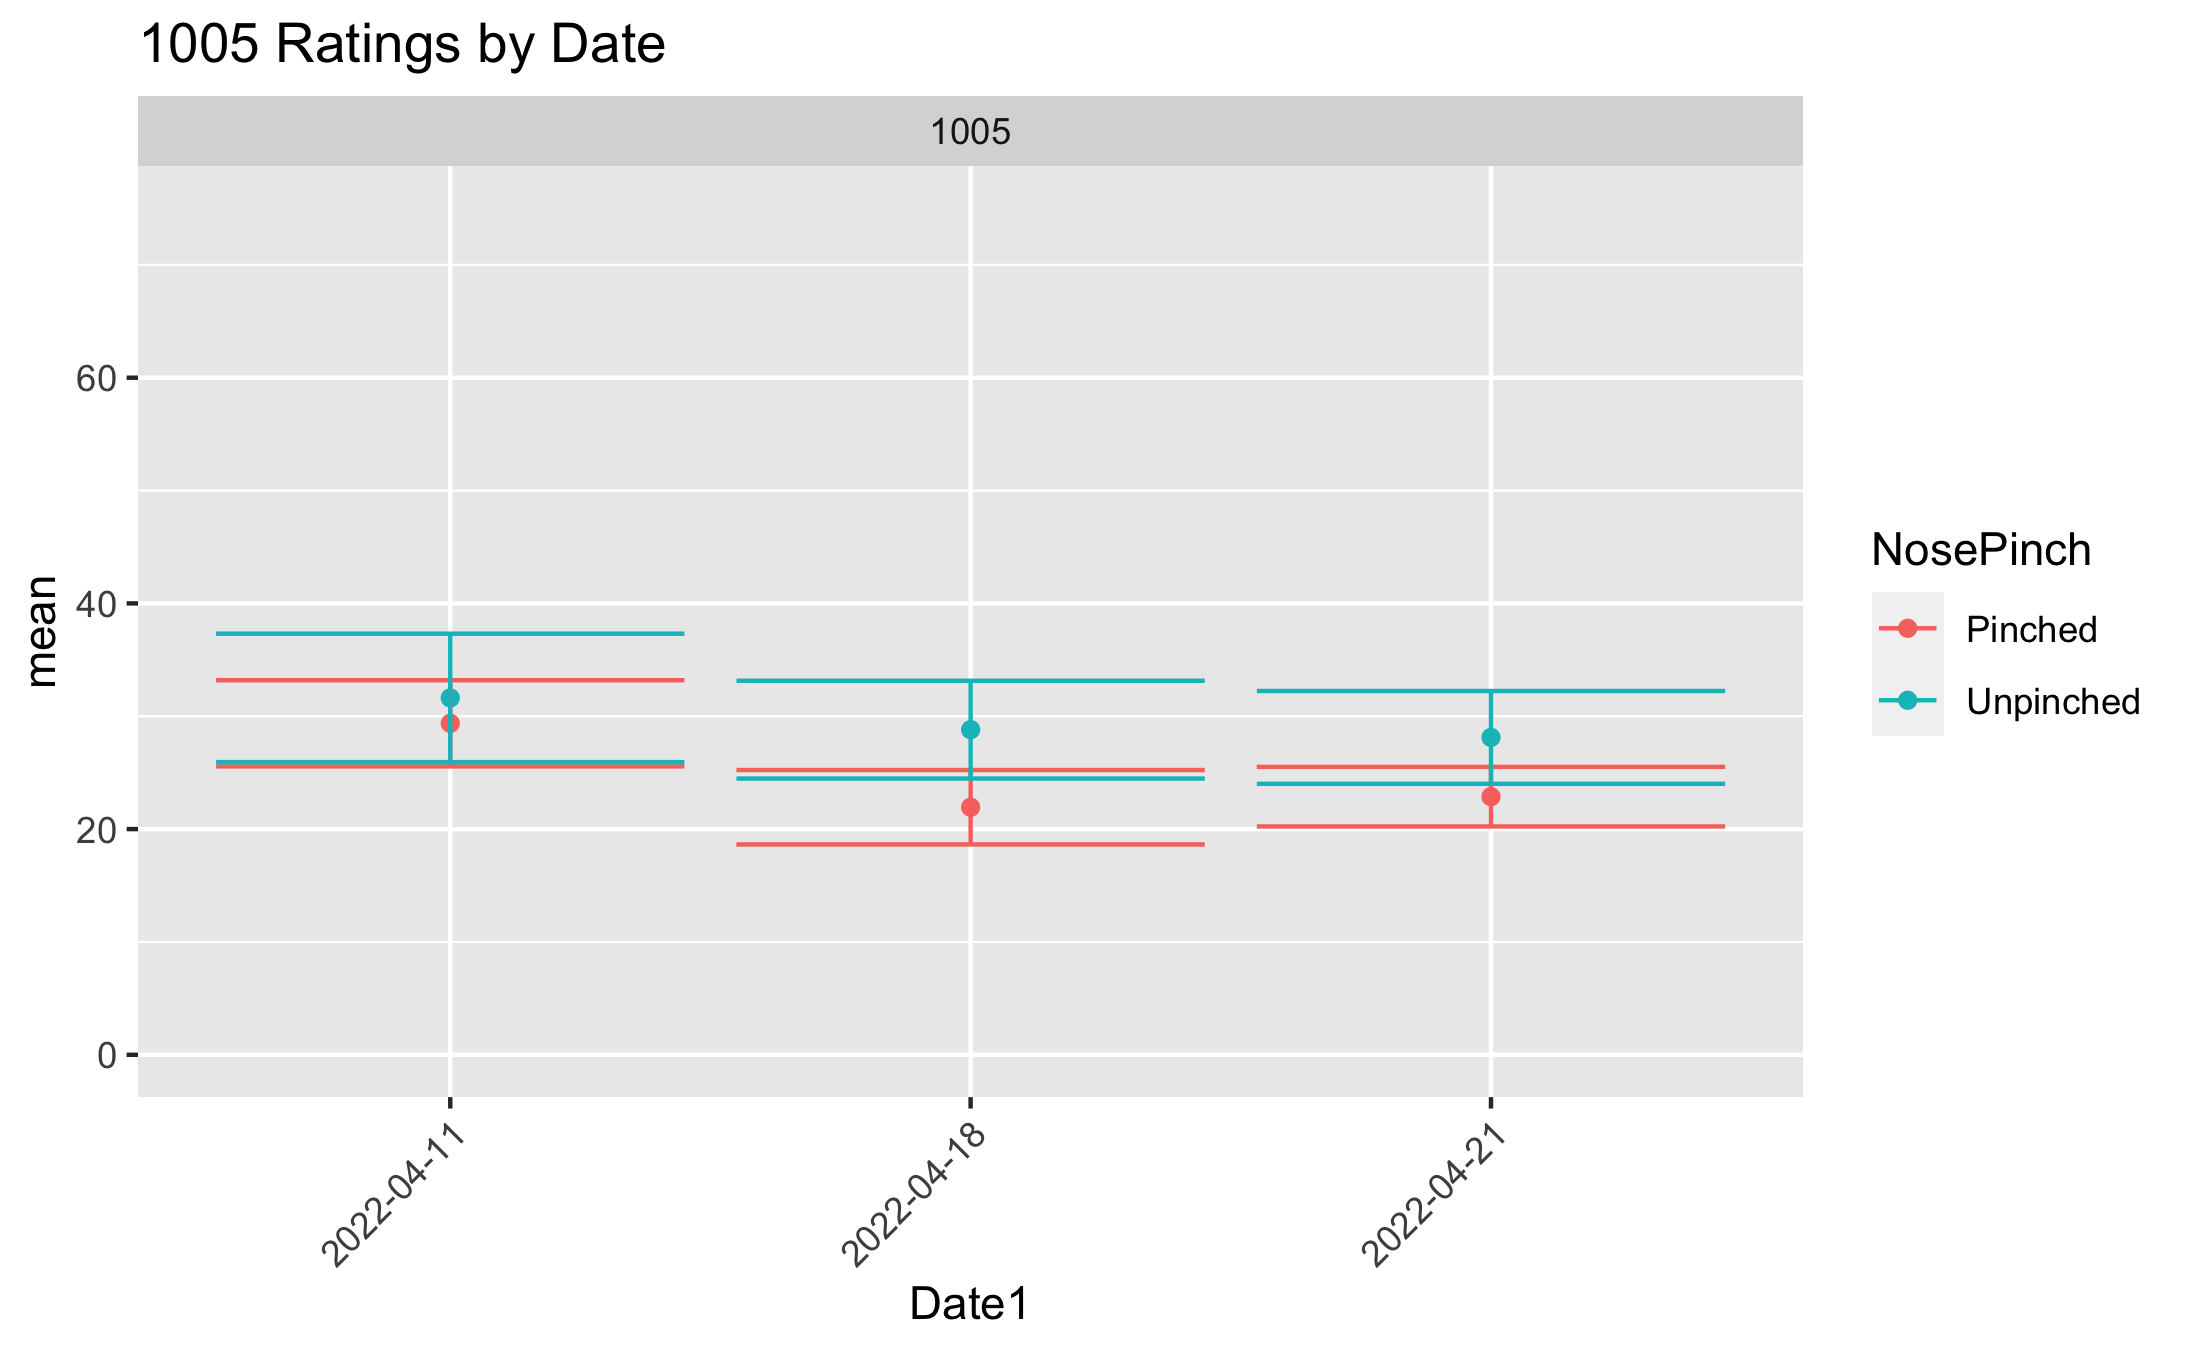 1005 Ratings by Date
1005
60
40
20
0
mean
2022-04-11
2022-04-18
2022-04-21
Date1
NosePinch
Pinched
Unpinched